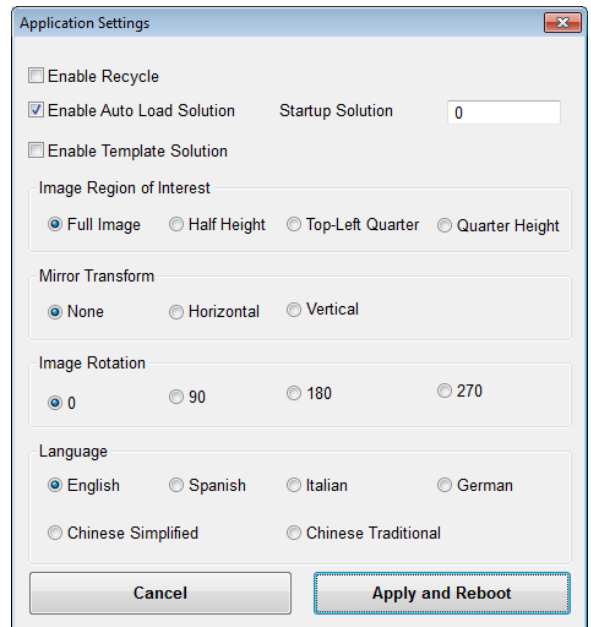 Application Settings
Enable Recycle
Enable Auto Load Solution Startup Solution 0
Enable Template Solution
Image Region of Interest
Full Image Half Height Top-Left Quarter Quarter Height
Mirror Transform
None Horizontal Vertical
Image Rotation
0 90 180 270
Language
English Spanish Italian German
Chinese Simplified Chinese Traditional
Cancel Apply and Reboot